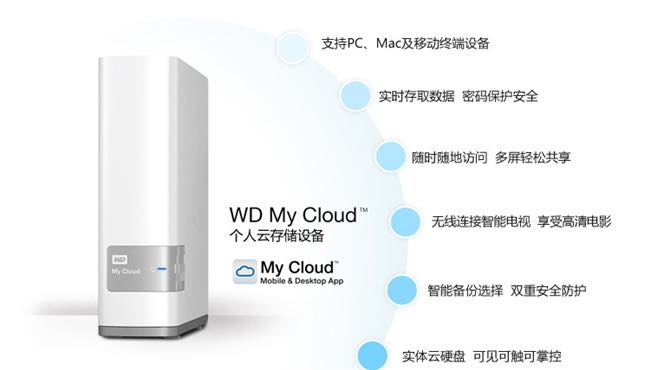 支持PC、Mac及移动终端设备
实时存取数据 密码保护安全
随时随地访问 多屏轻松共享
无线连接智能电视 享受高清电影
智能备份选择 双重安全防护
实体云硬盘 可见可触可掌控
WD My Cloud™
个人云存储设备
My Cloud™
Mobile & Desktop App
WD
My Cloud